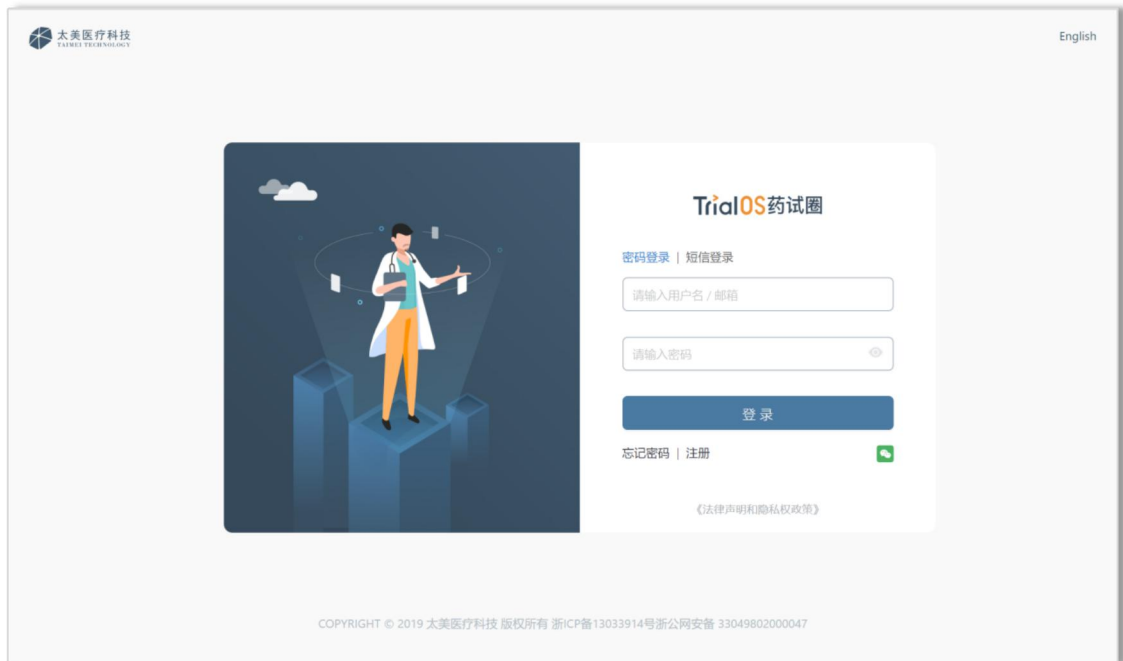 太美医疗科技
TAIMEI TECHNOLOGY
English
TrialOS药试圈
密码登录 | 短信登录
请输入用户名 / 邮箱
请输入密码
登 录
忘记密码 | 注册
《法律声明和隐私权政策》
COPYRIGHT © 2019 太美医疗科技 版权所有 浙ICP备13033914号浙公网安备 33049802000047